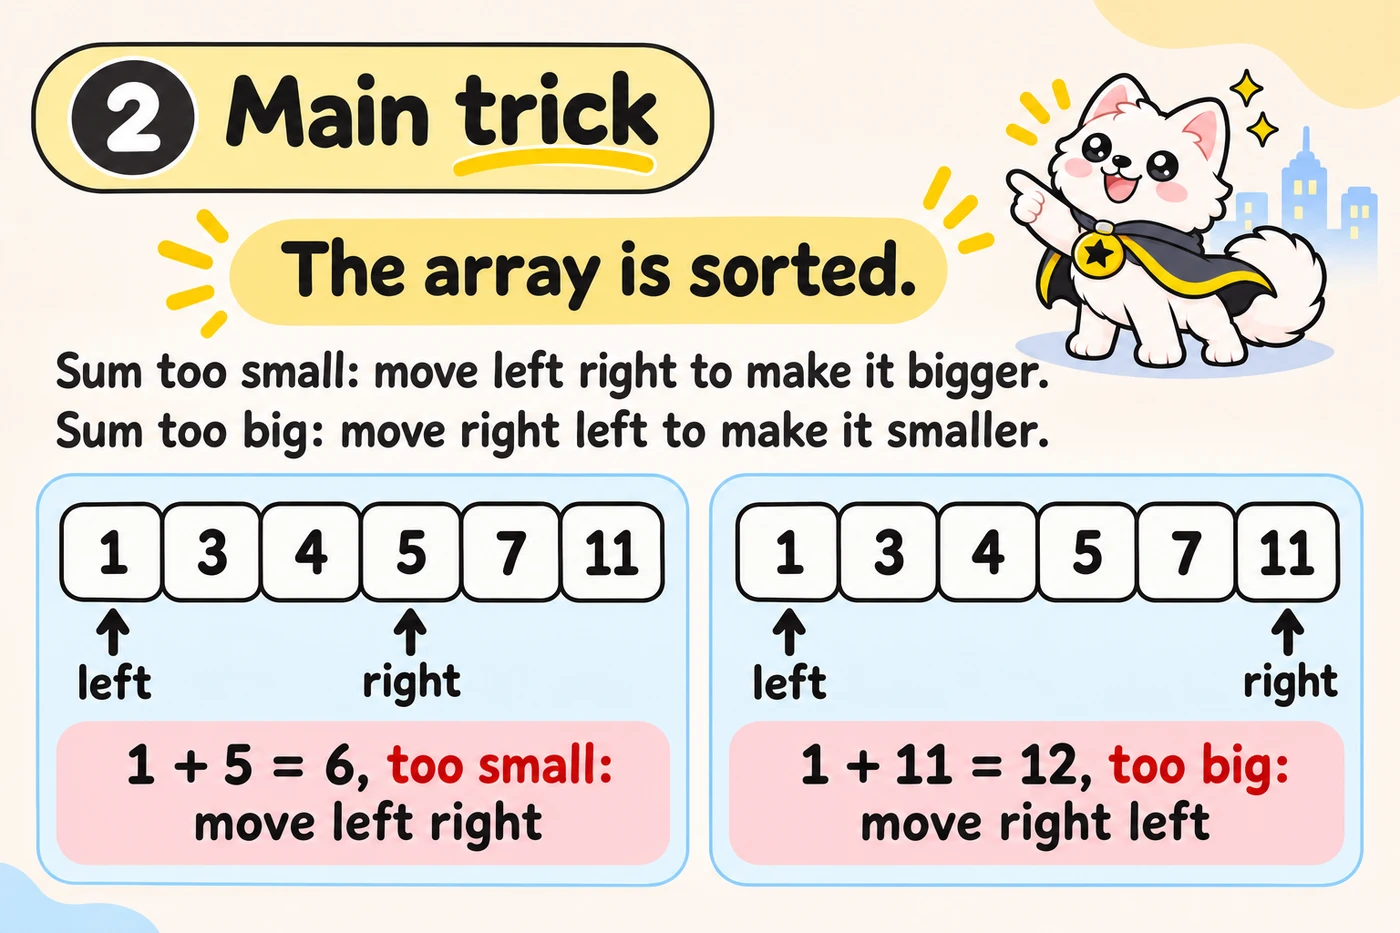 2 Main trick
The array is sorted.
Sum too small: move left right to make it bigger.
Sum too big: move right left to make it smaller.
1 3 4 5 7 11
left right
1 + 5 = 6, too small:
move left right
1 3 4 5 7 11
left right
1 + 11 = 12, too big:
move right left